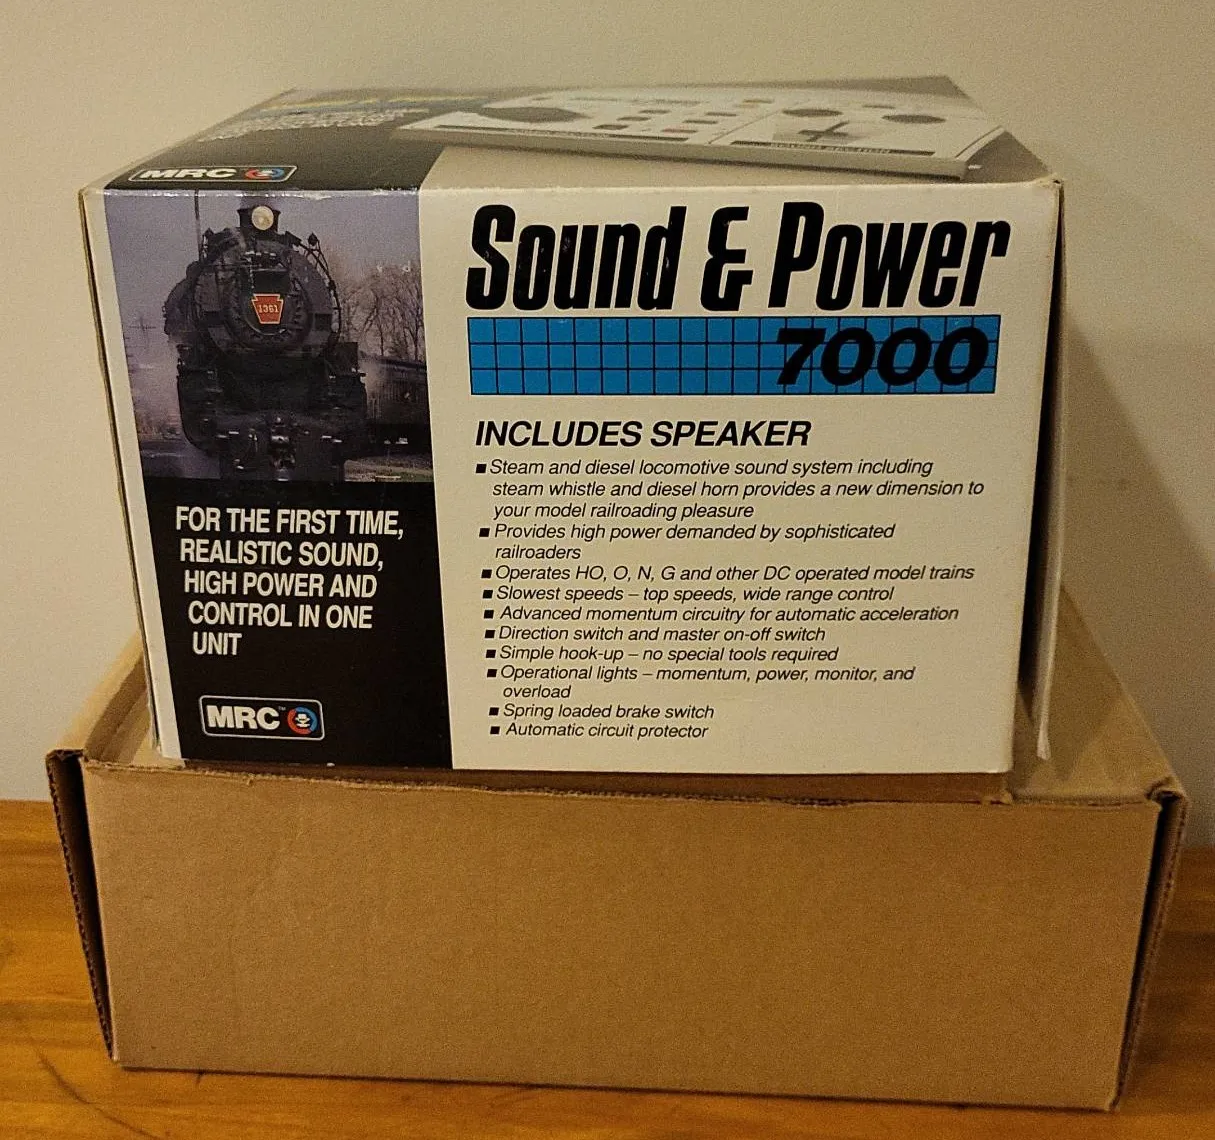 MRC
Sound & Power
7000
1361
INCLUDES SPEAKER
■ Steam and diesel locomotive sound system including
steam whistle and diesel horn provides a new dimension to
your model railroading pleasure
■ Provides high power demanded by sophisticated
railroaders
■ Operates HO, O, N, G and other DC operated model trains
■ Slowest speeds – top speeds, wide range control
■ Advanced momentum circuitry for automatic acceleration
■ Direction switch and master on-off switch
■ Simple hook-up – no special tools required
■ Operational lights – momentum, power, monitor, and
overload
■ Spring loaded brake switch
■ Automatic circuit protector
FOR THE FIRST TIME,
REALISTIC SOUND,
HIGH POWER AND
CONTROL IN ONE
UNIT
MRC™